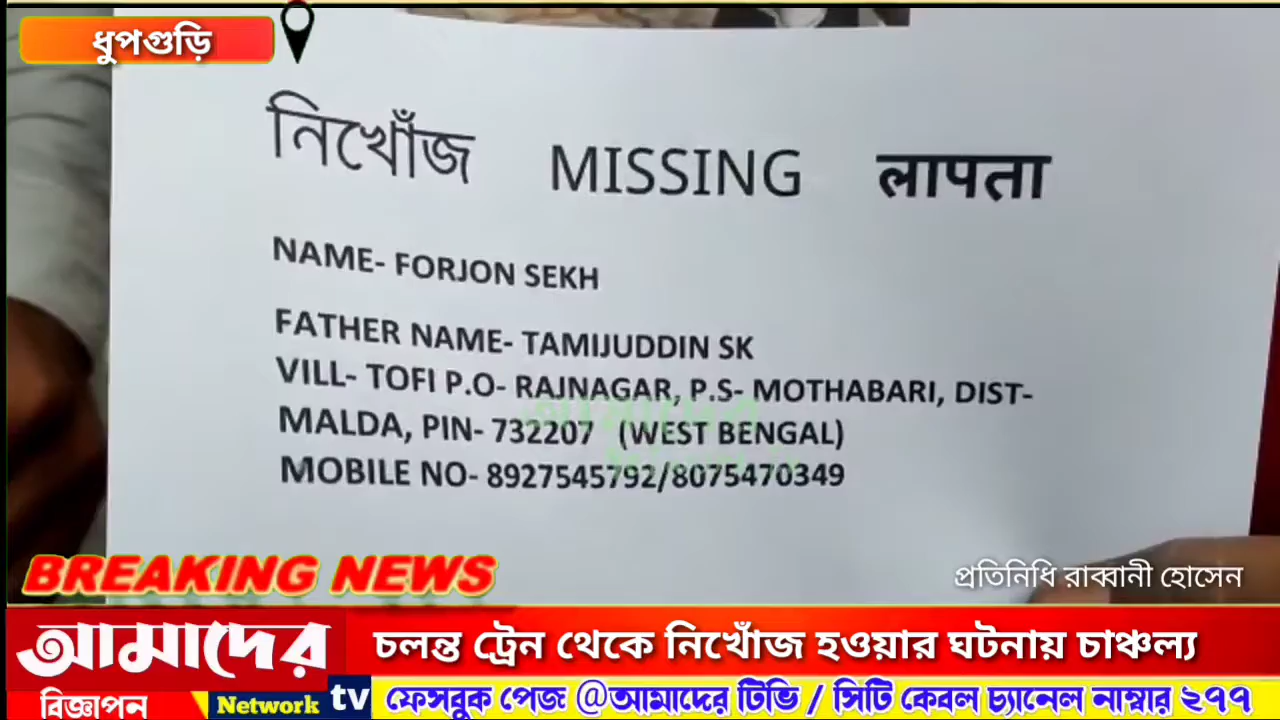 ধুপগুড়ি
নিখোঁজ MISSING लापता
NAME- FORJON SEKH
FATHER NAME- TAMIJUDDIN SK
VILL- TOFI P.O- RAJNAGAR, P.S- MOTHABARI, DIST-
MALDA, PIN- 732207 (WEST BENGAL)
MOBILE NO- 8927545792/8075470349
আমাদের
BREAKING NEWS
প্রতিনিধি রাব্বানী হোসেন
আমাদের
চলন্ত ট্রেন থেকে নিখোঁজ হওয়ার ঘটনায় চাঞ্চল্য
বিজ্ঞাপন
Network tv
ফেসবুক পেজ @আমাদের টিভি / সিটি কেবল চ্যানেল নাম্বার ২৭৭